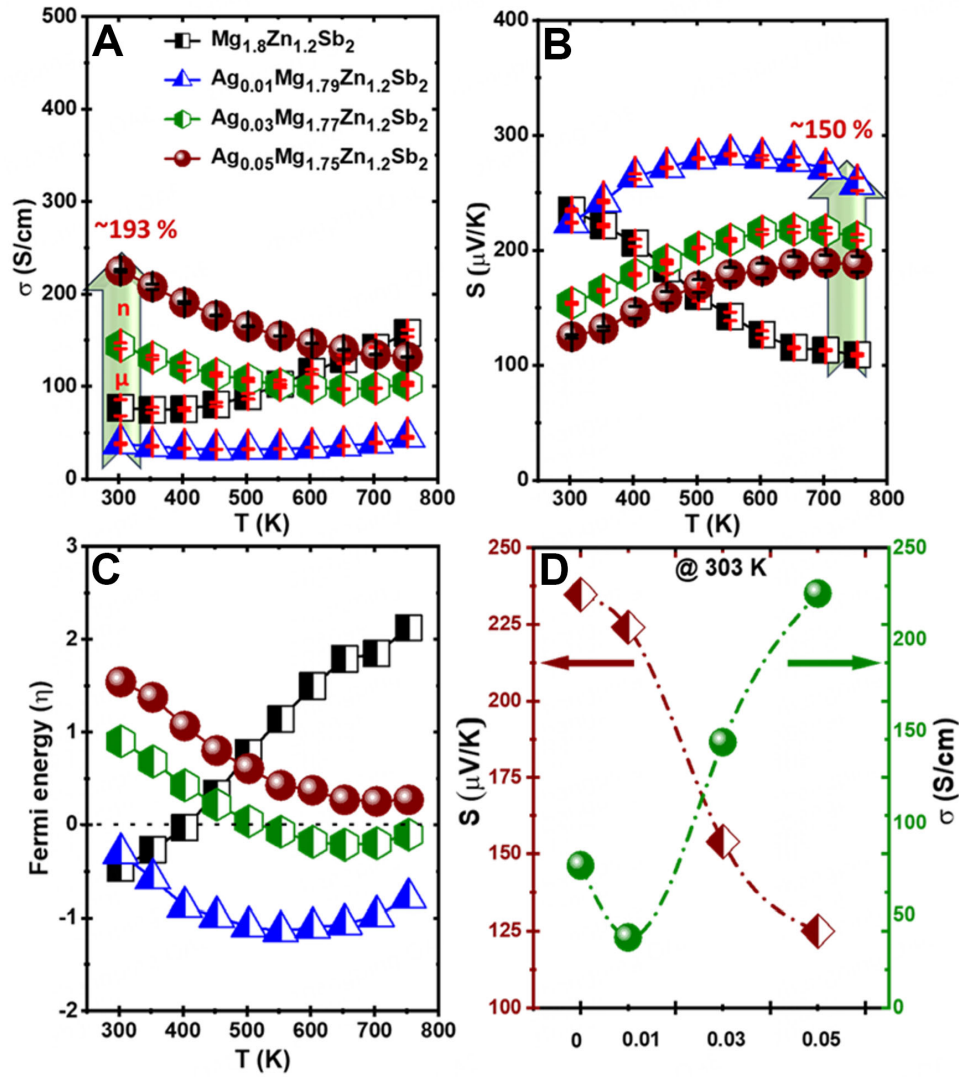 A
Mg1.8Zn1.2Sb2
Ag0.01Mg1.79Zn1.2Sb2
Ag0.03Mg1.77Zn1.2Sb2
Ag0.05Mg1.75Zn1.2Sb2
~193 %
n
μ
500
400
300
200
100
0
σ (S/cm)
300 400 500 600 700 800
T (K)
B
~150 %
400
300
200
100
0
S (μV/K)
300 400 500 600 700 800
T (K)
C
3
2
1
0
-1
-2
Fermi energy (η)
300 400 500 600 700 800
T (K)
D
@ 303 K
250
225
200
175
150
125
100
S (μV/K)
250
200
150
100
50
0
σ (S/cm)
0 0.01 0.03 0.05